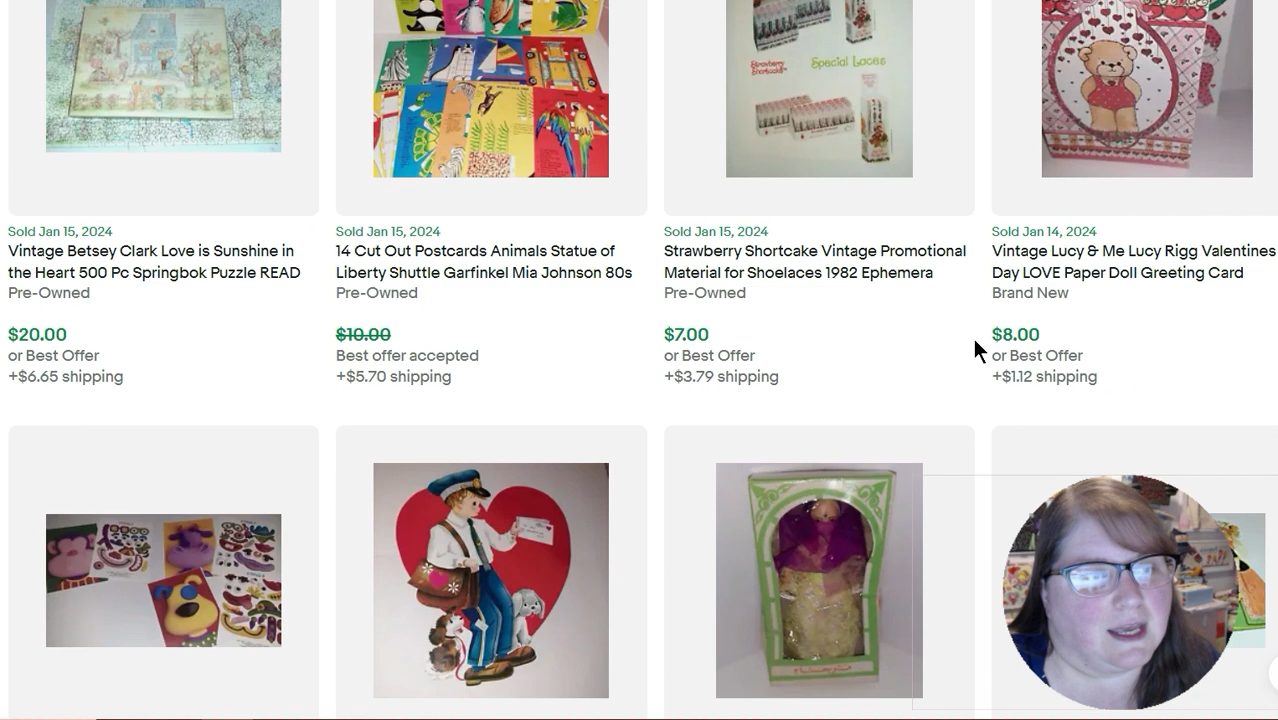 Strawberry Shortcake
Special Laces
Sold Jan 15, 2024
Vintage Betsey Clark Love is Sunshine in
the Heart 500 Pc Springbok Puzzle READ
Pre-Owned
$20.00
or Best Offer
+$6.65 shipping
Sold Jan 15, 2024
14 Cut Out Postcards Animals Statue of
Liberty Shuttle Garfinkel Mia Johnson 80s
Pre-Owned
$10.00
Best offer accepted
+$5.70 shipping
Sold Jan 15, 2024
Strawberry Shortcake Vintage Promotional
Material for Shoelaces 1982 Ephemera
Pre-Owned
$7.00
or Best Offer
+$3.79 shipping
Sold Jan 14, 2024
Vintage Lucy & Me Lucy Rigg Valentines
Day LOVE Paper Doll Greeting Card
Brand New
$8.00
or Best Offer
+$1.12 shipping